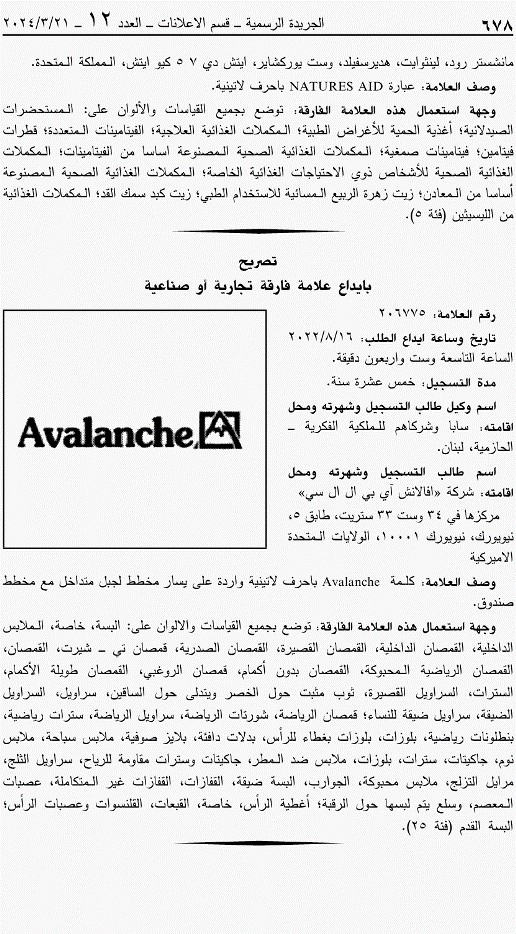 ٦٧٨
الجريدة الرسمية ـ قسم الاعلانات ـ العدد ١٢ ـ ٢٠٢٤/٣/٢١
مانشستر رود، لينثوايت، هديرسفيلد، وست يوركشاير، ايتش دي ٧ ٥ كيو ايتش، المملكة المتحدة.
وصف العلامة: عبارة NATURES AID باحرف لاتينية.
وجهة استعمال هذه العلامة الفارقة: توضع بجميع القياسات والألوان على: المستحضرات
الصيدلانية؛ أغذية الحمية للأغراض الطبية؛ المكملات الغذائية العلاجية؛ الفيتامينات المتعددة؛ قطرات
فيتامين؛ فيتامينات صمغية؛ المكملات الغذائية الصحية المصنوعة اساسا من الفيتامينات؛ المكملات
الغذائية الصحية للأشخاص ذوي الاحتياجات الغذائية الخاصة؛ المكملات الغذائية الصحية المصنوعة
أساسا من المعادن؛ زيت زهرة الربيع المسائية للاستخدام الطبي؛ زيت كبد سمك القد؛ المكملات الغذائية
من الليسيثين (فئة ٥).
تصريح
بايداع علامة فارقة تجارية أو صناعية
رقم العلامة: ٢٠٦٧٧٥
تاريخ وساعة ايداع الطلب: ٢٠٢٢/٨/١٦
الساعة التاسعة وست واربعون دقيقة.
مدة التسجيل: خمس عشرة سنة.
اسم وكيل طالب التسجيل وشهرته ومحل
اقامته: سابا وشركاهم للملكية الفكرية ـ
الحازمية، لبنان.
اسم طالب التسجيل وشهرته ومحل
اقامته: شركة «افالانش آي بي ال ال سي»
مركزها في ٣٤ وست ٣٣ ستريت، طابق ٥،
نيويورك، نيويورك ١٠٠٠١، الولايات المتحدة
الاميركية
Avalanche
وصف العلامة: كلمة Avalanche باحرف لاتينية واردة على يسار مخطط لجبل متداخل مع مخطط
صندوق.
وجهة استعمال هذه العلامة الفارقة: توضع بجميع القياسات والالوان على: البسة، خاصة، الملابس
الداخلية، القمصان الداخلية، القمصان القصيرة، القمصان الصدرية، قمصان تي ـ شيرت، القمصان،
القمصان الرياضية المحبوكة، القمصان بدون أكمام، قمصان الروغبي، القمصان طويلة الأكمام،
السترات، السراويل القصيرة، ثوب مثبت حول الخصر ويتدلى حول الساقين، سراويل، السراويل
الضيقة، سراويل ضيقة للنساء؛ قمصان الرياضة، شورتات الرياضة، سراويل الرياضة، سترات رياضية،
بنطلونات رياضية، بلوزات، بلوزات بغطاء للرأس، بدلات دافئة، بلايز صوفية، ملابس سباحة، ملابس
نوم، جاكيتات، سترات، بلوزات، ملابس ضد المطر، جاكيتات وسترات مقاومة للرياح، سراويل الثلج،
مرايل التزلج، ملابس محبوكة، الجوارب، البسة ضيقة، القفازات، القفازات غير المتكاملة، عصبات
المعصم، وسلع يتم لبسها حول الرقبة؛ أغطية الرأس، خاصة، القبعات، القلنسوات وعصبات الرأس؛
البسة القدم (فئة ٢٥).